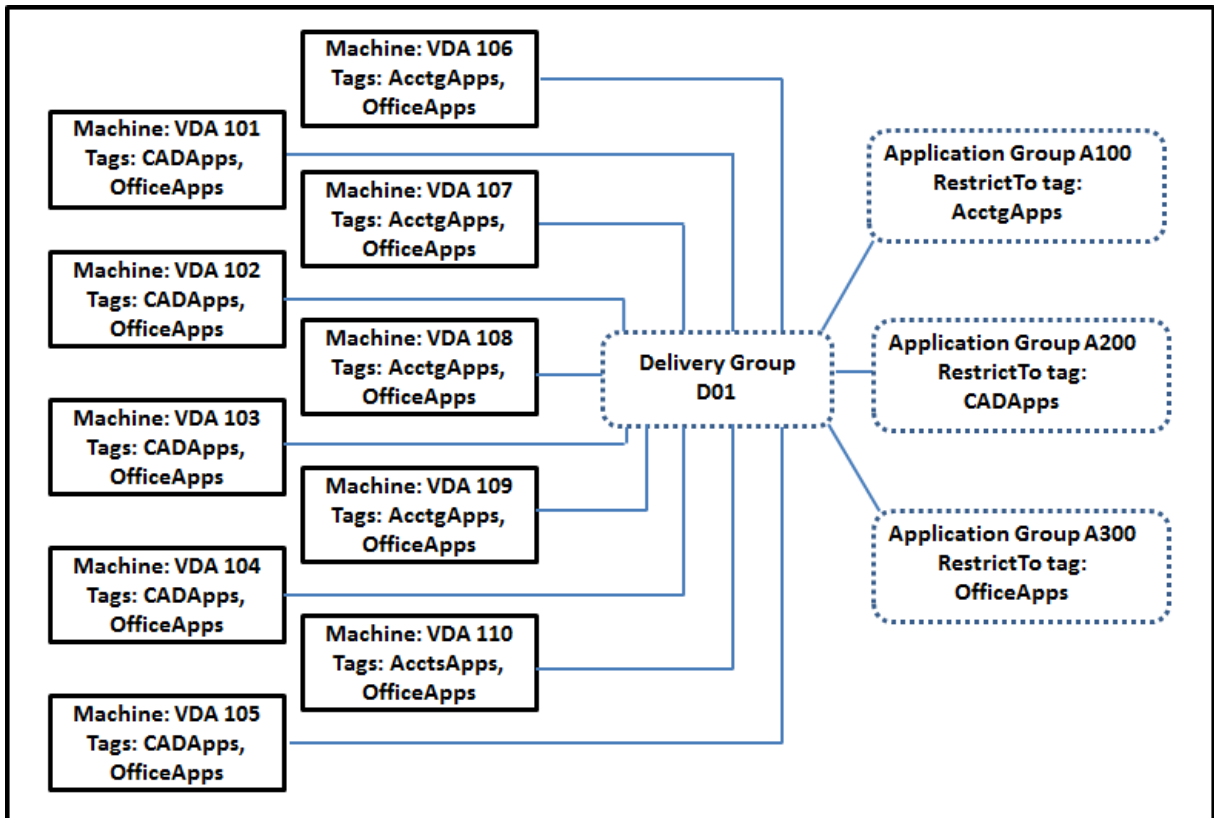 Machine: VDA 106
Tags: AcctgApps,
OfficeApps
Machine: VDA 101
Tags: CADApps,
OfficeApps
Machine: VDA 107
Tags: AcctgApps,
OfficeApps
Machine: VDA 102
Tags: CADApps,
OfficeApps
Machine: VDA 108
Tags: AcctgApps,
OfficeApps
Machine: VDA 103
Tags: CADApps,
OfficeApps
Machine: VDA 109
Tags: AcctgApps,
OfficeApps
Machine: VDA 104
Tags: CADApps,
OfficeApps
Machine: VDA 110
Tags: AcctsApps,
OfficeApps
Machine: VDA 105
Tags: CADApps,
OfficeApps
Delivery Group
D01
Application Group A100
RestrictTo tag:
AcctgApps
Application Group A200
RestrictTo tag:
CADApps
Application Group A300
RestrictTo tag:
OfficeApps